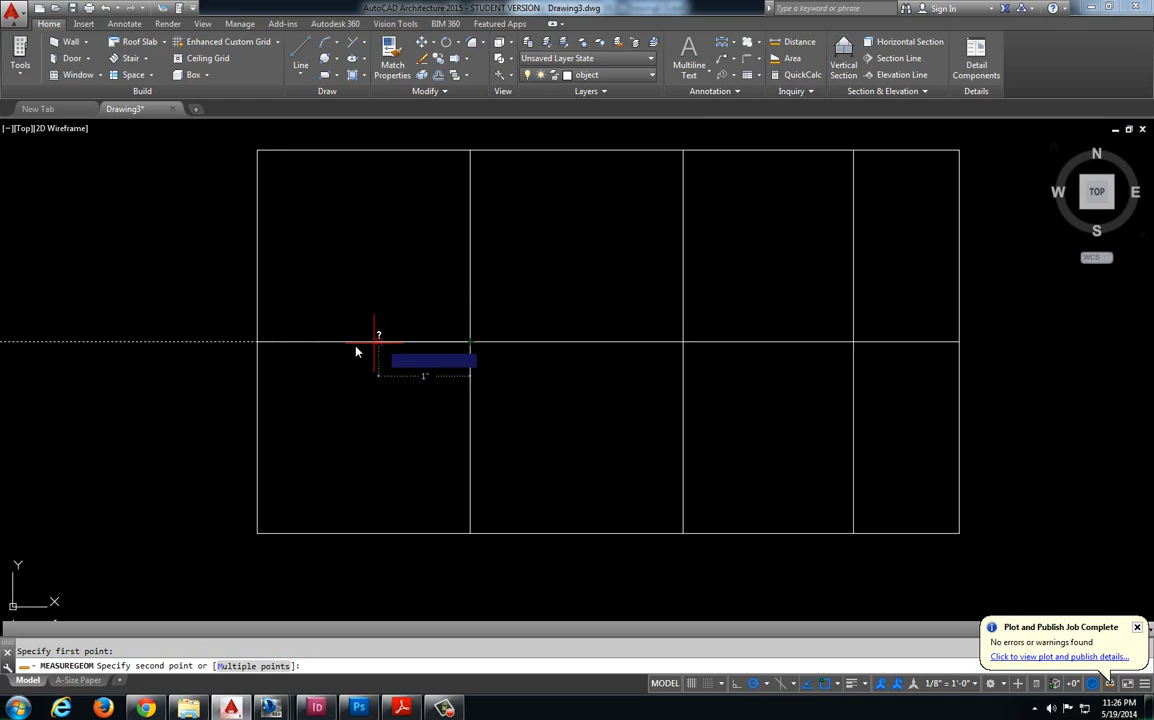 AutoCAD Architecture 2015 - STUDENT VERSION Drawing3.dwg
Type a keyword or phrase
Sign In
Home Insert Annotate Render View Manage Add-ins Autodesk 360 Vision Tools BIM 360 Featured Apps
Tools
Wall
Door
Window
Roof Slab
Stair
Space
Enhanced Custom Grid
Ceiling Grid
Box
Build
Line
Draw
Match Properties
Modify
View
Unsaved Layer State
object
Layers
Multiline Text
Annotation
Distance
Area
QuickCalc
Inquiry
Vertical Section
Horizontal Section
Section Line
Elevation Line
Section & Elevation
Detail Components
Details
New Tab
Drawing3*
[−][Top][2D Wireframe]
N
W
TOP
E
S
WCS
?
1"
Y
X
Plot and Publish Job Complete
No errors or warnings found
Click to view plot and publish details...
Specify first point:
MEASUREGEOM Specify second point or [Multiple points]:
Model
A-Size Paper
MODEL
1/8" = 1'-0"
+0"
11:26 PM
5/19/2014